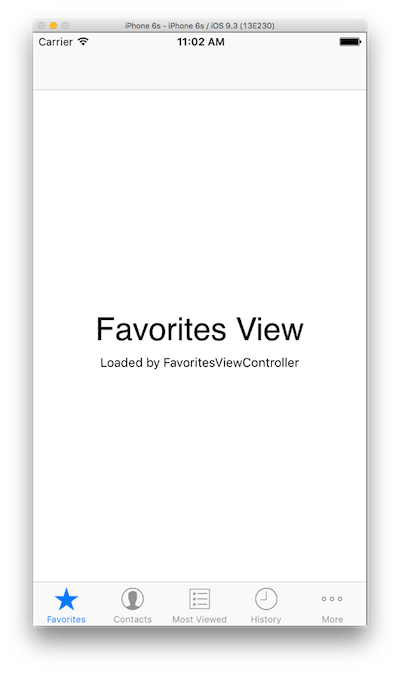 iPhone 6s - iPhone 6s / iOS 9.3 (13E230)
Carrier 11:02 AM
Favorites View
Loaded by FavoritesViewController
Favorites Contacts Most Viewed History More